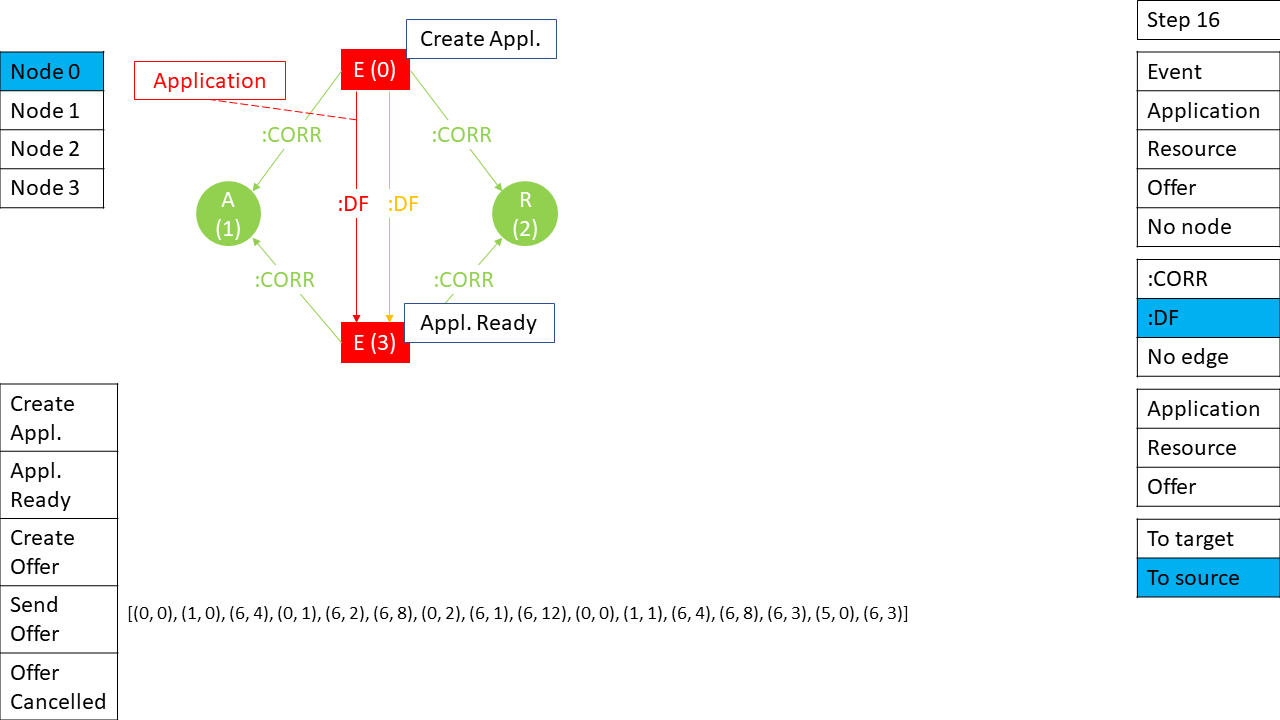 Create Appl.
Step 16
Node 0
Node 1
Node 2
Node 3
Application
E (0)
:CORR
:CORR
:DF
:DF
A
(1)
R
(2)
:CORR
:CORR
Appl. Ready
E (3)
Event
Application
Resource
Offer
No node
:CORR
:DF
No edge
Application
Resource
Offer
To target
To source
Create
Appl.
Appl.
Ready
Create
Offer
Send
Offer
Offer
Cancelled
[(0, 0), (1, 0), (6, 4), (0, 1), (6, 2), (6, 8), (0, 2), (6, 1), (6, 12), (0, 0), (1, 1), (6, 4), (6, 8), (6, 3), (5, 0), (6, 3)]